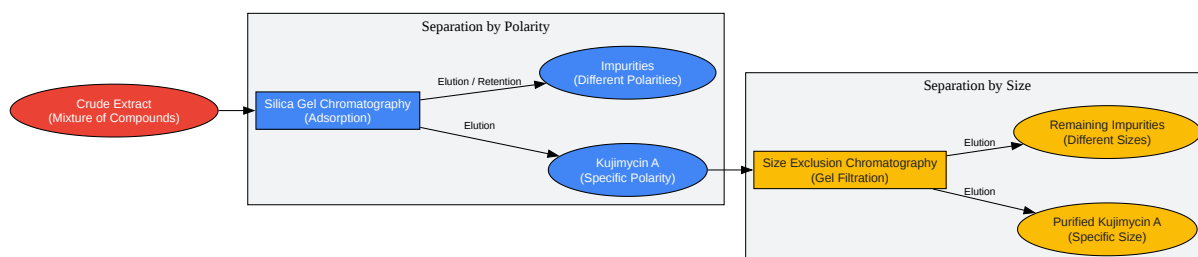 Separation by Polarity
Crude Extract
(Mixture of Compounds)
Silica Gel Chromatography
(Adsorption)
Elution / Retention
Impurities
(Different Polarities)
Elution
Kujimycin A
(Specific Polarity)
Separation by Size
Size Exclusion Chromatography
(Gel Filtration)
Elution
Remaining Impurities
(Different Sizes)
Elution
Purified Kujimycin A
(Specific Size)